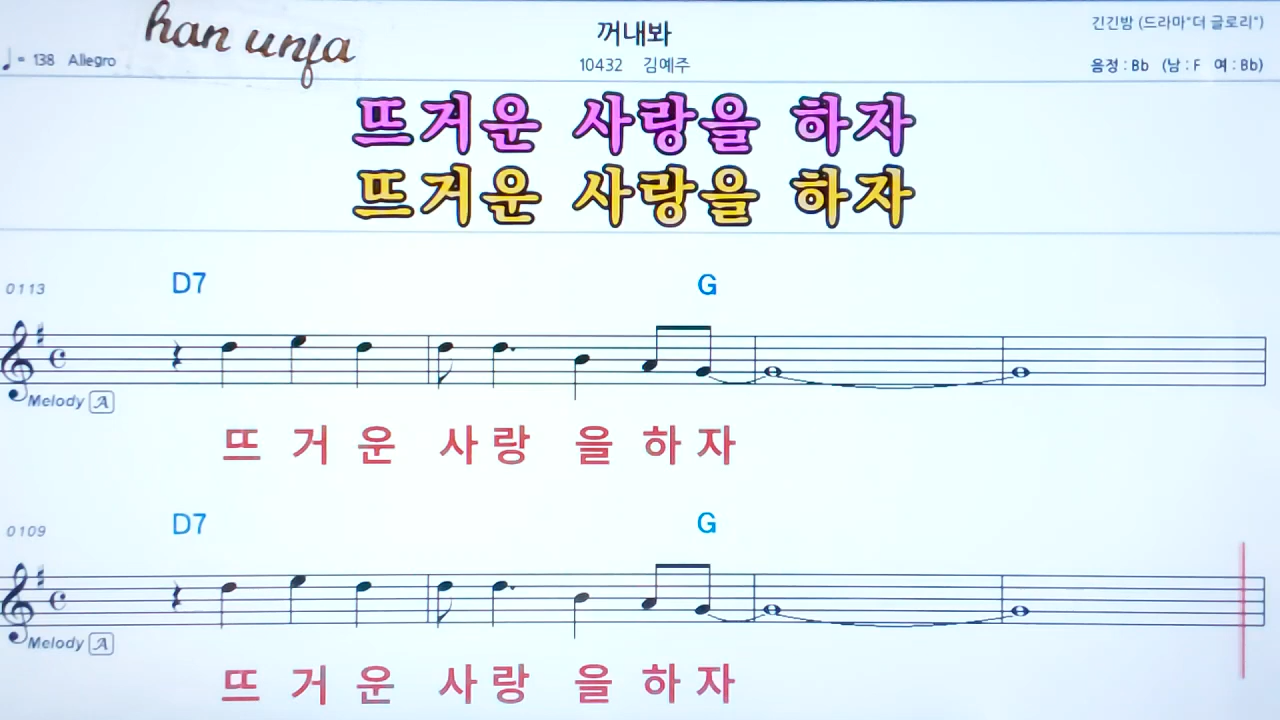 han unfa
꺼내봐
긴긴밤 (드라마"더 글로리")
♩= 138 Allegro
10432 김예주
음정 : Bb (남 : F 여 : Bb)
뜨거운 사랑을 하자
뜨거운 사랑을 하자
0113
D7 G
Melody A
뜨 거 운 사 랑 을 하 자
0109
D7 G
Melody A
뜨 거 운 사 랑 을 하 자